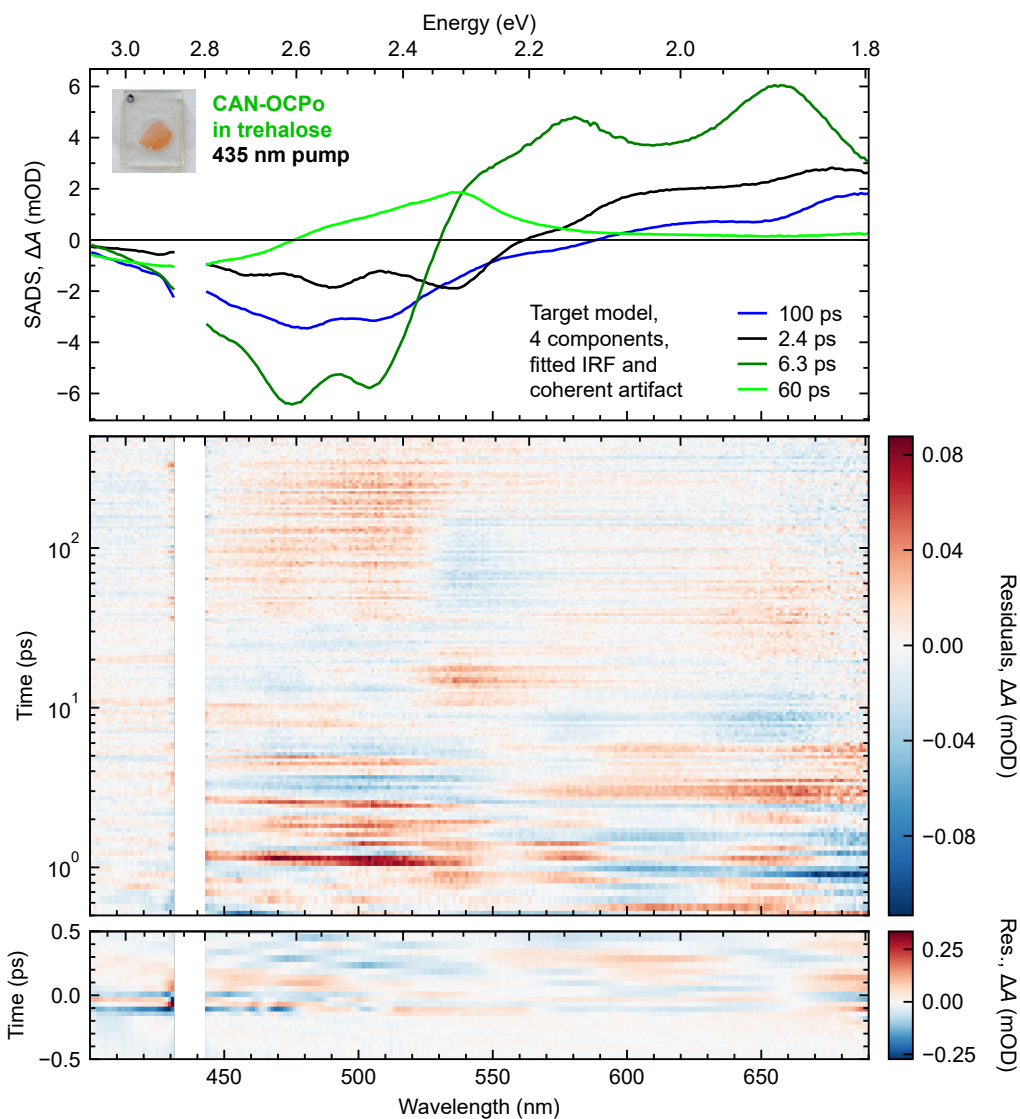 Energy (eV)
3.0 2.8 2.6 2.4 2.2 2.0 1.8
CAN-OCPo
in trehalose
435 nm pump
6
4
2
0
−2
−4
−6
SADS, ΔA (mOD)
Target model,
4 components,
fitted IRF and
coherent artifact
100 ps
2.4 ps
6.3 ps
60 ps
10²
10¹
10⁰
Time (ps)
0.08
0.04
0.00
−0.04
−0.08
Residuals, ΔA (mOD)
0.5
0.0
−0.5
Time (ps)
0.25
0.00
−0.25
Res., ΔA (mOD)
450 500 550 600 650
Wavelength (nm)